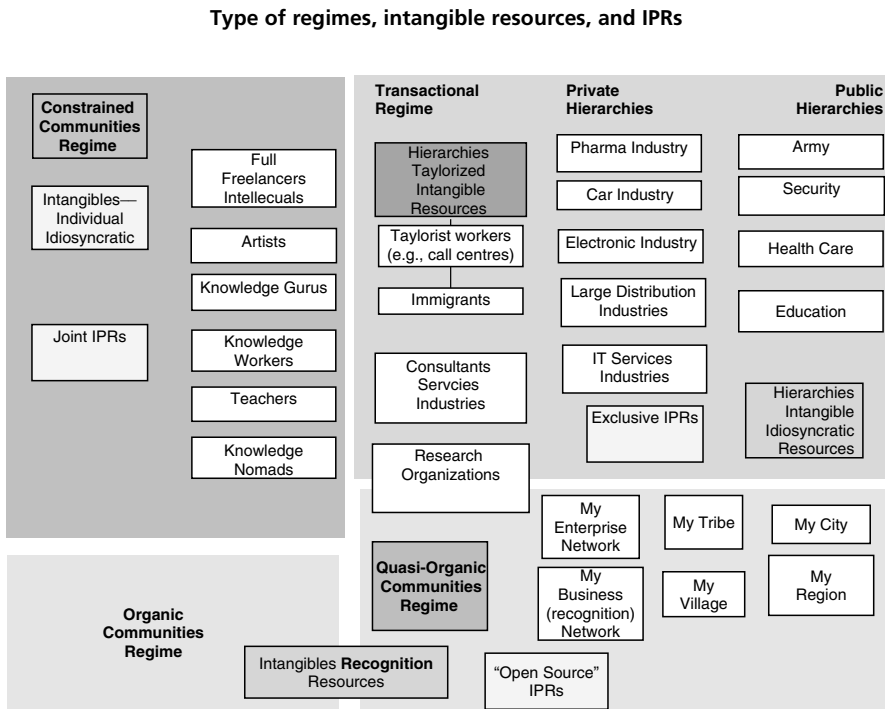 Type of regimes, intangible resources, and IPRs
Constrained
Communities
Regime
Intangibles—
Individual
Idiosyncratic
Joint IPRs
Full
Freelancers
Intellecuals
Artists
Knowledge Gurus
Knowledge
Workers
Teachers
Knowledge
Nomads
Transactional
Regime
Hierarchies
Taylorized
Intangible
Resources
Taylorist workers
(e.g., call centres)
Immigrants
Consultants
Servcies
Industries
Research
Organizations
Private
Hierarchies
Pharma Industry
Car Industry
Electronic Industry
Large Distribution
Industries
IT Services
Industries
Exclusive IPRs
Public
Hierarchies
Army
Security
Health Care
Education
Hierarchies
Intangible
Idiosyncratic
Resources
Organic
Communities
Regime
Quasi-Organic
Communities
Regime
My
Enterprise
Network
My Tribe
My City
My
Business
(recognition)
Network
My
Village
My
Region
Intangibles Recognition
Resources
“Open Source”
IPRs